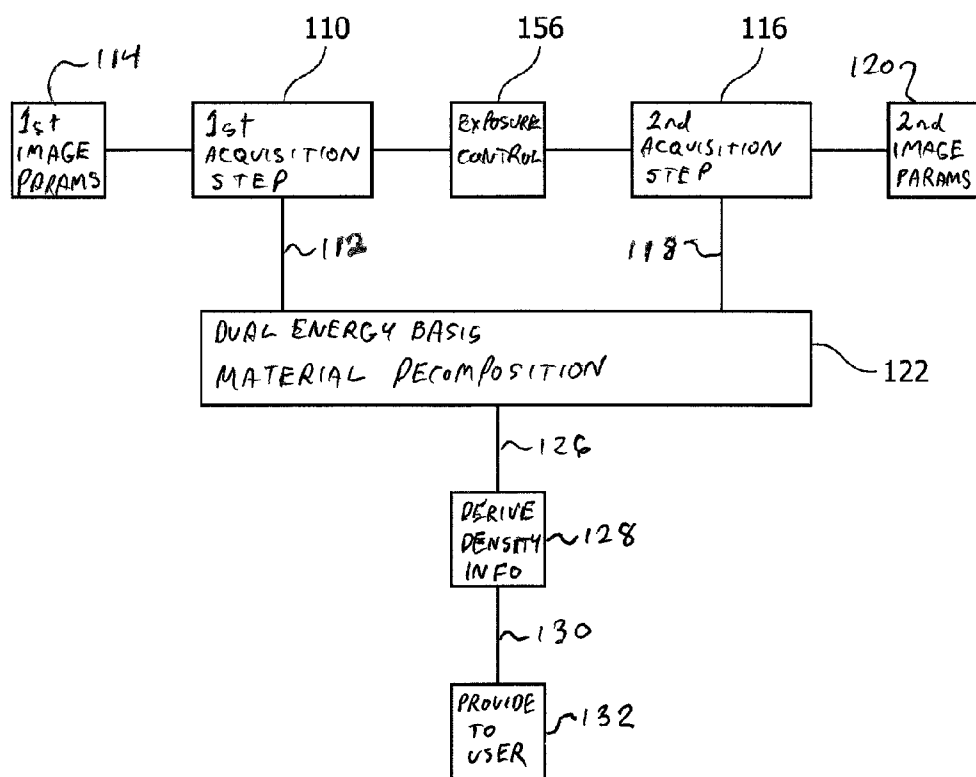 110
156
116
114
120
1st
IMAGE
PARAMS
1st
ACQUISITION
STEP
EXPOSURE
CONTROL
2nd
ACQUISITION
STEP
2nd
IMAGE
PARAMS
112
118
DUAL ENERGY BASIS
MATERIAL DECOMPOSITION
122
126
DERIVE
DENSITY
INFO
128
130
PROVIDE
TO
USER
132